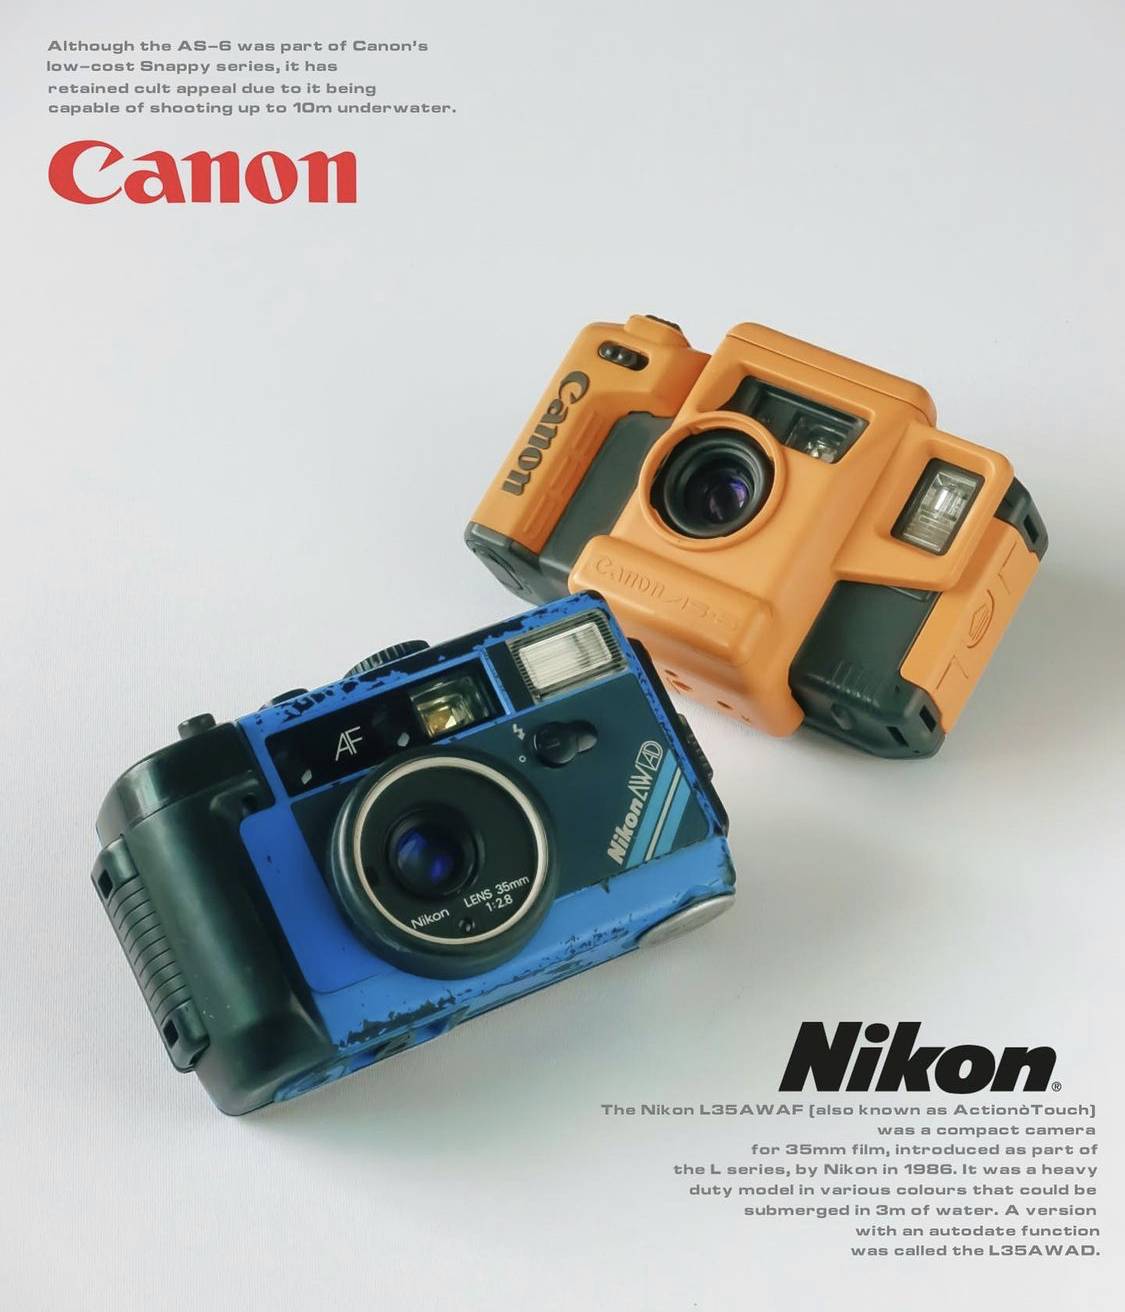 Although the AS-6 was part of Canon's
low-cost Snappy series, it has
retained cult appeal due to it being
capable of shooting up to 10m underwater.
Canon
Canon
Canon AS-6
AF
Nikon AW AD
Nikon LENS 35mm
1:2.8
Nikon®
The Nikon L35AWAF (also known as ActionòTouch)
was a compact camera
for 35mm film, introduced as part of
the L series, by Nikon in 1986. It was a heavy
duty model in various colours that could be
submerged in 3m of water. A version
with an autodate function
was called the L35AWAD.